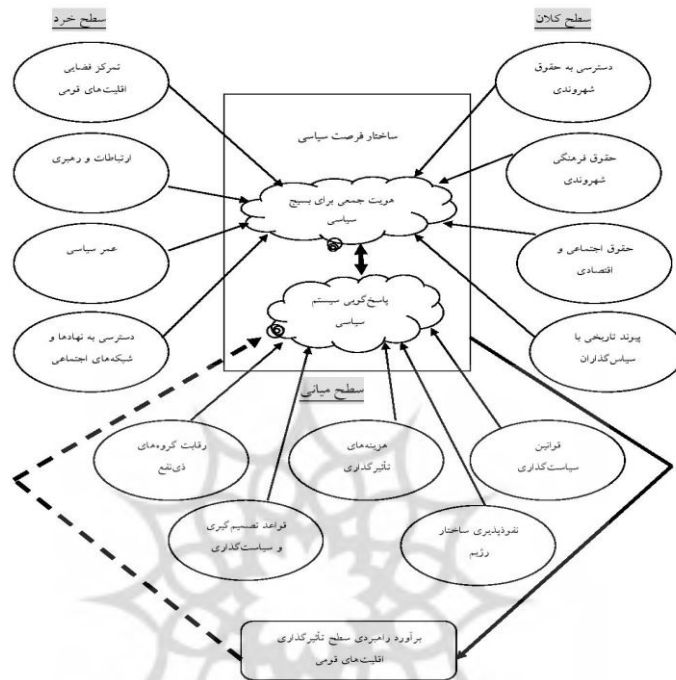 سطح کلان
سطح خرد
دسترسی به حقوق
شهروندی
تمرکز فضایی
اقلیت‌های قومی
ساختار فرصت سیاسی
حقوق فرهنگی
شهروندی
ارتباطات و رهبری
هویت جمعی برای بسیج
سیاسی
حقوق اجتماعی و
اقتصادی
عمر سیاسی
پاسخ‌گویی سیستم
سیاسی
پیوند تاریخی با
سیاس‌گذاران
دسترسی به نهادها و
شبکه‌های اجتماعی
سطح میانی
قوانین
سیاست‌گذاری
هزینه‌های
تأثیرگذاری
رقابت گروه‌های
ذی‌نفع
نفوذپذیری ساختار
رژیم
قواعد تصمیم‌گیری
و سیاست‌گذاری
برآورد راهبردی سطح تأثیرگذاری
اقلیت‌های قومی